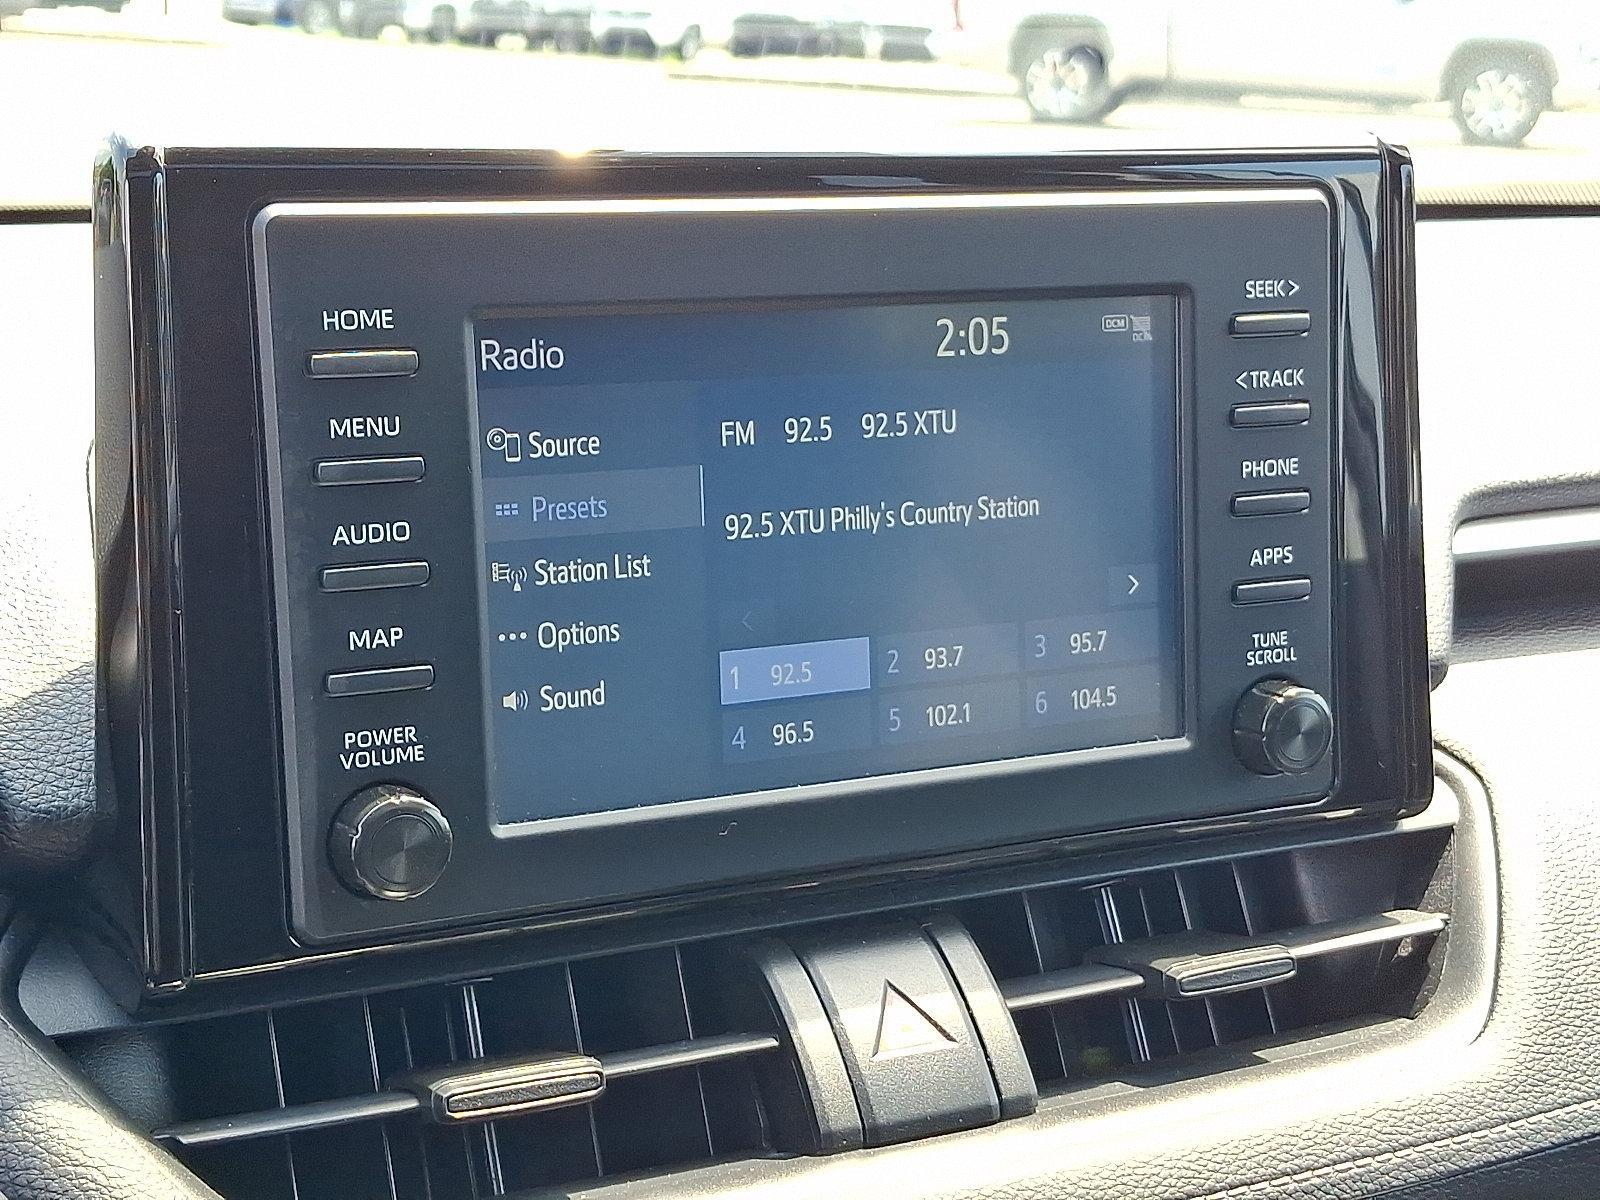 HOME
MENU
AUDIO
MAP
POWER
VOLUME
Radio
2:05
DCM
Source
Presets
Station List
Options
Sound
FM 92.5 92.5 XTU
92.5 XTU Philly's Country Station
1 92.5 2 93.7 3 95.7
4 96.5 5 102.1 6 104.5
SEEK >
< TRACK
PHONE
APPS
TUNE
SCROLL